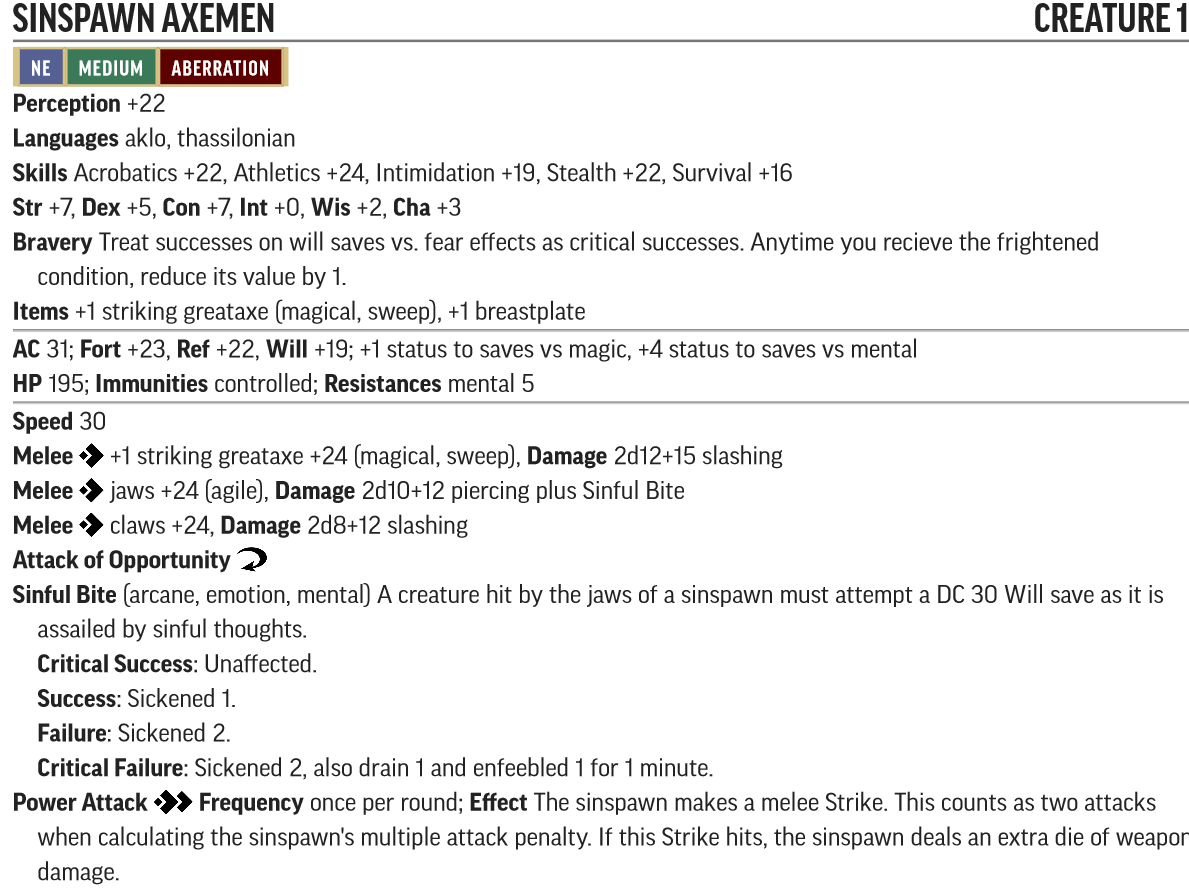 SINSPAWN AXEMEN CREATURE 1
NE MEDIUM ABERRATION
Perception +22
Languages aklo, thassilonian
Skills Acrobatics +22, Athletics +24, Intimidation +19, Stealth +22, Survival +16
Str +7, Dex +5, Con +7, Int +0, Wis +2, Cha +3
Bravery Treat successes on will saves vs. fear effects as critical successes. Anytime you recieve the frightened
condition, reduce its value by 1.
Items +1 striking greataxe (magical, sweep), +1 breastplate
AC 31; Fort +23, Ref +22, Will +19; +1 status to saves vs magic, +4 status to saves vs mental
HP 195; Immunities controlled; Resistances mental 5
Speed 30
Melee +1 striking greataxe +24 (magical, sweep), Damage 2d12+15 slashing
Melee jaws +24 (agile), Damage 2d10+12 piercing plus Sinful Bite
Melee claws +24, Damage 2d8+12 slashing
Attack of Opportunity
Sinful Bite (arcane, emotion, mental) A creature hit by the jaws of a sinspawn must attempt a DC 30 Will save as it is
assailed by sinful thoughts.
Critical Success: Unaffected.
Success: Sickened 1.
Failure: Sickened 2.
Critical Failure: Sickened 2, also drain 1 and enfeebled 1 for 1 minute.
Power Attack Frequency once per round; Effect The sinspawn makes a melee Strike. This counts as two attacks
when calculating the sinspawn's multiple attack penalty. If this Strike hits, the sinspawn deals an extra die of weapon
damage.